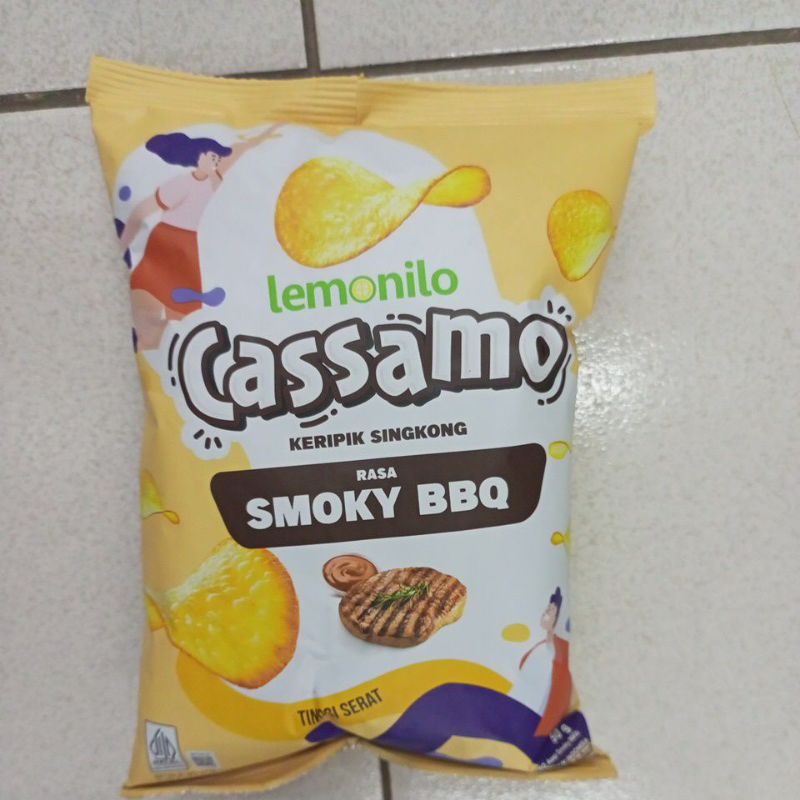 lemonilo
Cassamo
KERIPIK SINGKONG
RASA
SMOKY BBQ
TINGGI SERAT